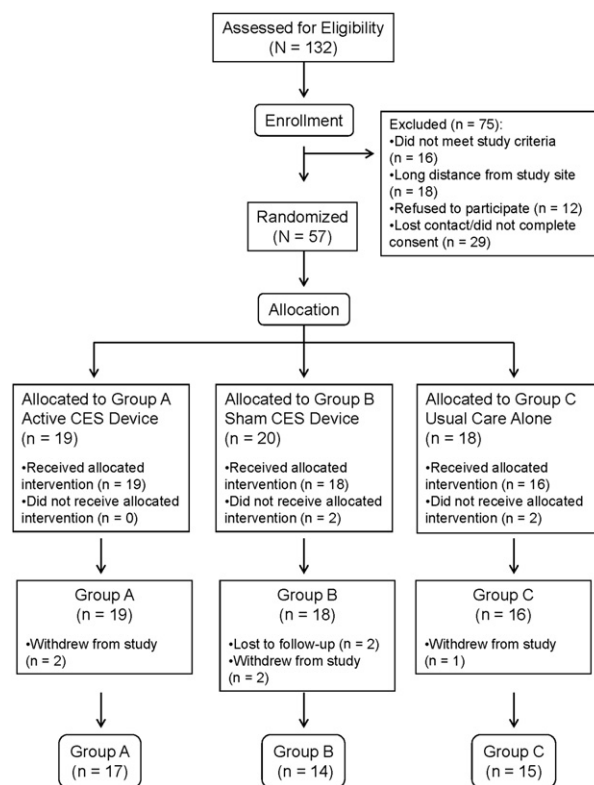 Assessed for Eligibility
(N = 132)
Enrollment
Excluded (n = 75):
•Did not meet study criteria
(n = 16)
•Long distance from study site
(n = 18)
•Refused to participate (n = 12)
•Lost contact/did not complete
consent (n = 29)
Randomized
(N = 57)
Allocation
Allocated to Group A
Active CES Device
(n = 19)
•Received allocated
intervention (n = 19)
•Did not receive allocated
intervention (n = 0)
Allocated to Group B
Sham CES Device
(n = 20)
•Received allocated
intervention (n = 18)
•Did not receive allocated
intervention (n = 2)
Allocated to Group C
Usual Care Alone
(n = 18)
•Received allocated
intervention (n = 16)
•Did not receive allocated
intervention (n = 2)
Group A
(n = 19)
•Withdrew from study
(n = 2)
Group B
(n = 18)
•Lost to follow-up (n = 2)
•Withdrew from study
(n = 2)
Group C
(n = 16)
•Withdrew from study
(n = 1)
Group A
(n = 17)
Group B
(n = 14)
Group C
(n = 15)